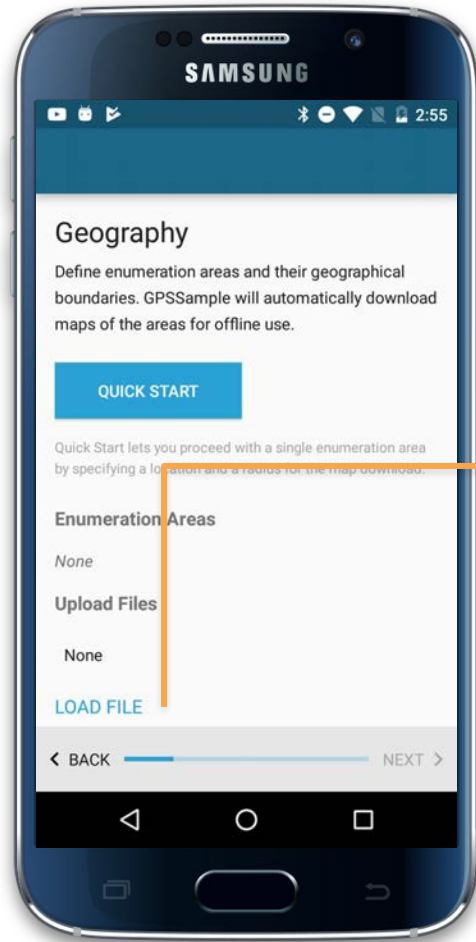 SAMSUNG
2:55
Geography
Define enumeration areas and their geographical
boundaries. GPSSample will automatically download
maps of the areas for offline use.
QUICK START
Quick Start lets you proceed with a single enumeration area
by specifying a location and a radius for the map download.
Enumeration Areas
None
Upload Files
None
LOAD FILE
BACK
NEXT